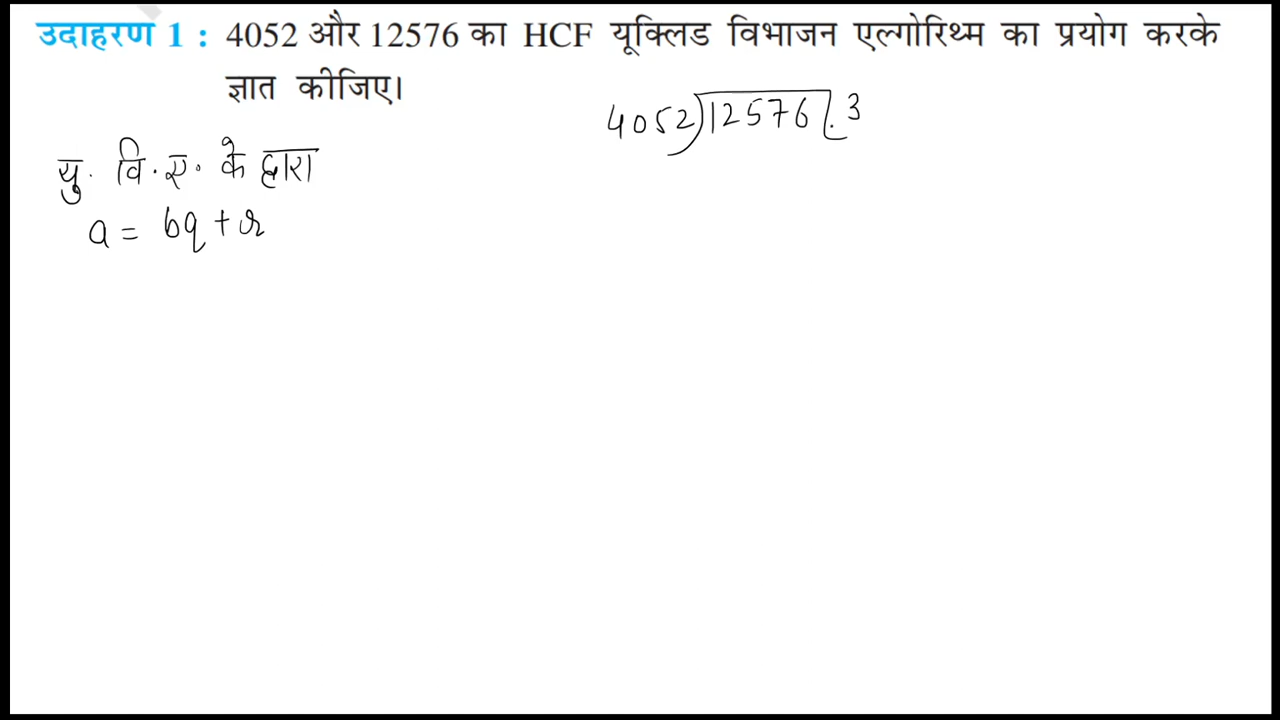 उदाहरण 1 : 4052 और 12576 का HCF यूक्लिड विभाजन एल्गोरिथ्म का प्रयोग करके
ज्ञात कीजिए।
4052)12576(.3
यु. वि. ए. के द्वारा
a = bq + r